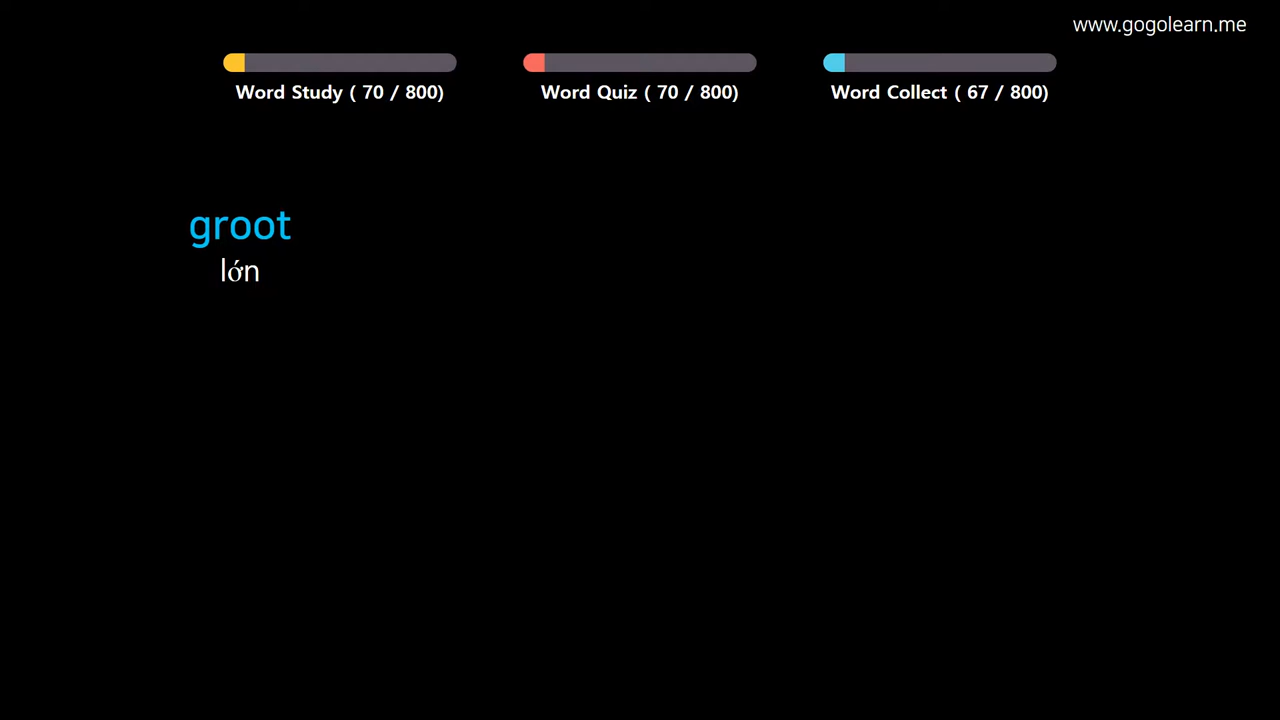 www.gogolearn.me
Word Study ( 70 / 800)
Word Quiz ( 70 / 800)
Word Collect ( 67 / 800)
groot
lớn